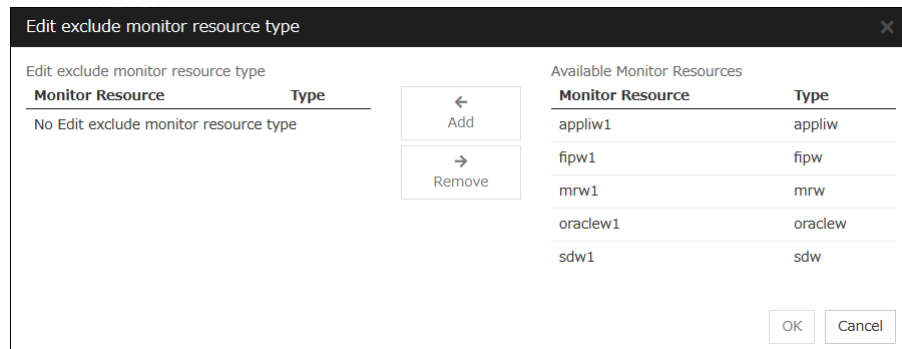 Edit exclude monitor resource type
Edit exclude monitor resource type
Monitor Resource Type
No Edit exclude monitor resource type
Add
Remove
Available Monitor Resources
Monitor Resource Type
appliw1 appliw
fipw1 fipw
mrw1 mrw
oraclew1 oraclew
sdw1 sdw
OK Cancel